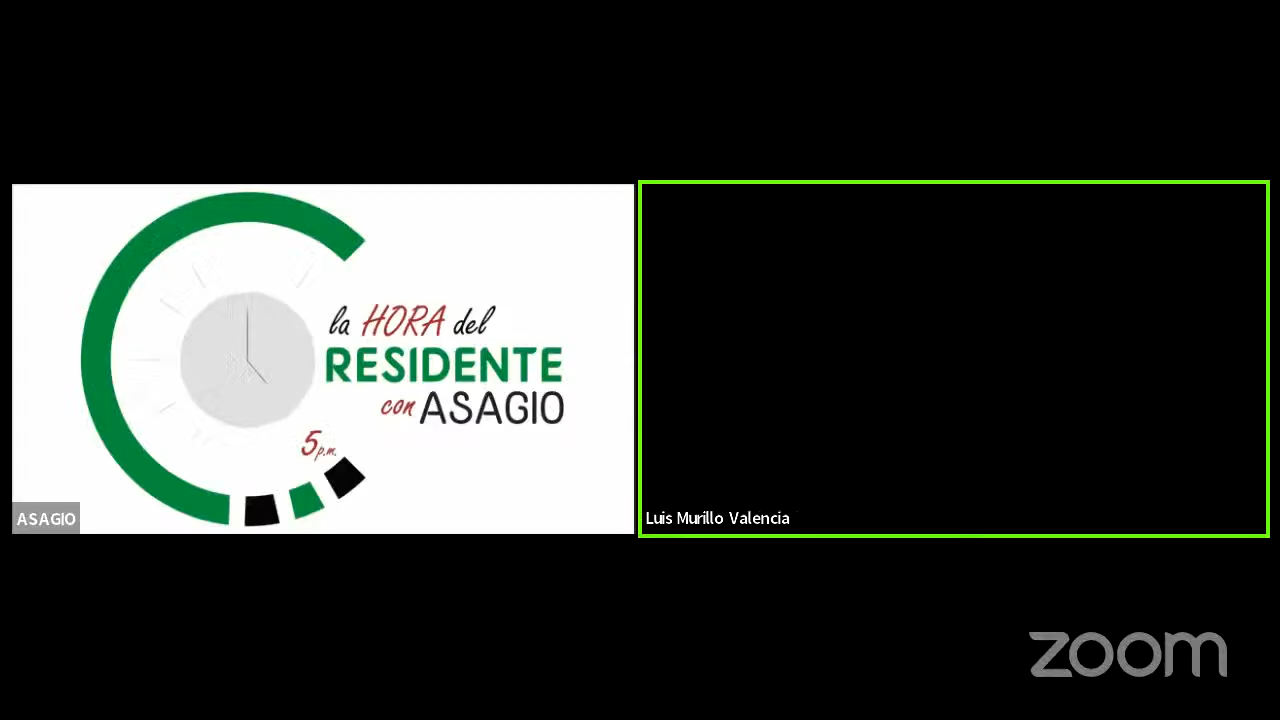 la HORA del
RESIDENTE
con ASAGIO
5 p.m.
ASAGIO
Luis Murillo Valencia
zoom